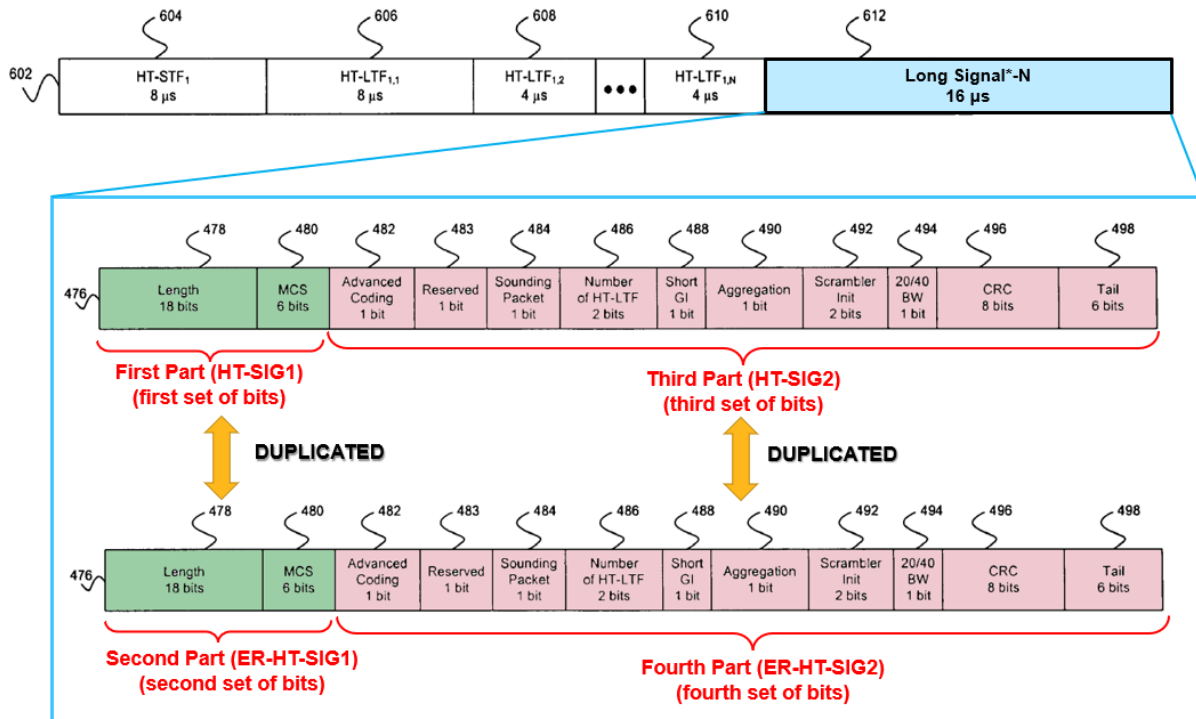 604
606
608
610
612
602
HT-STF1
8 µs
HT-LTF1,1
8 µs
HT-LTF1,2
4 µs
•••
HT-LTF1,N
4 µs
Long Signal*-N
16 µs
478
480
482
483
484
486
488
490
492
494
496
498
476
Length
18 bits
MCS
6 bits
Advanced
Coding
1 bit
Reserved
1 bit
Sounding
Packet
1 bit
Number
of HT-LTF
2 bits
Short
GI
1 bit
Aggregation
1 bit
Scrambler
Init
2 bits
20/40
BW
1 bit
CRC
8 bits
Tail
6 bits
First Part (HT-SIG1)
(first set of bits)
Third Part (HT-SIG2)
(third set of bits)
DUPLICATED
DUPLICATED
478
480
482
483
484
486
488
490
492
494
496
498
476
Length
18 bits
MCS
6 bits
Advanced
Coding
1 bit
Reserved
1 bit
Sounding
Packet
1 bit
Number
of HT-LTF
2 bits
Short
GI
1 bit
Aggregation
1 bit
Scrambler
Init
2 bits
20/40
BW
1 bit
CRC
8 bits
Tail
6 bits
Second Part (ER-HT-SIG1)
(second set of bits)
Fourth Part (ER-HT-SIG2)
(fourth set of bits)